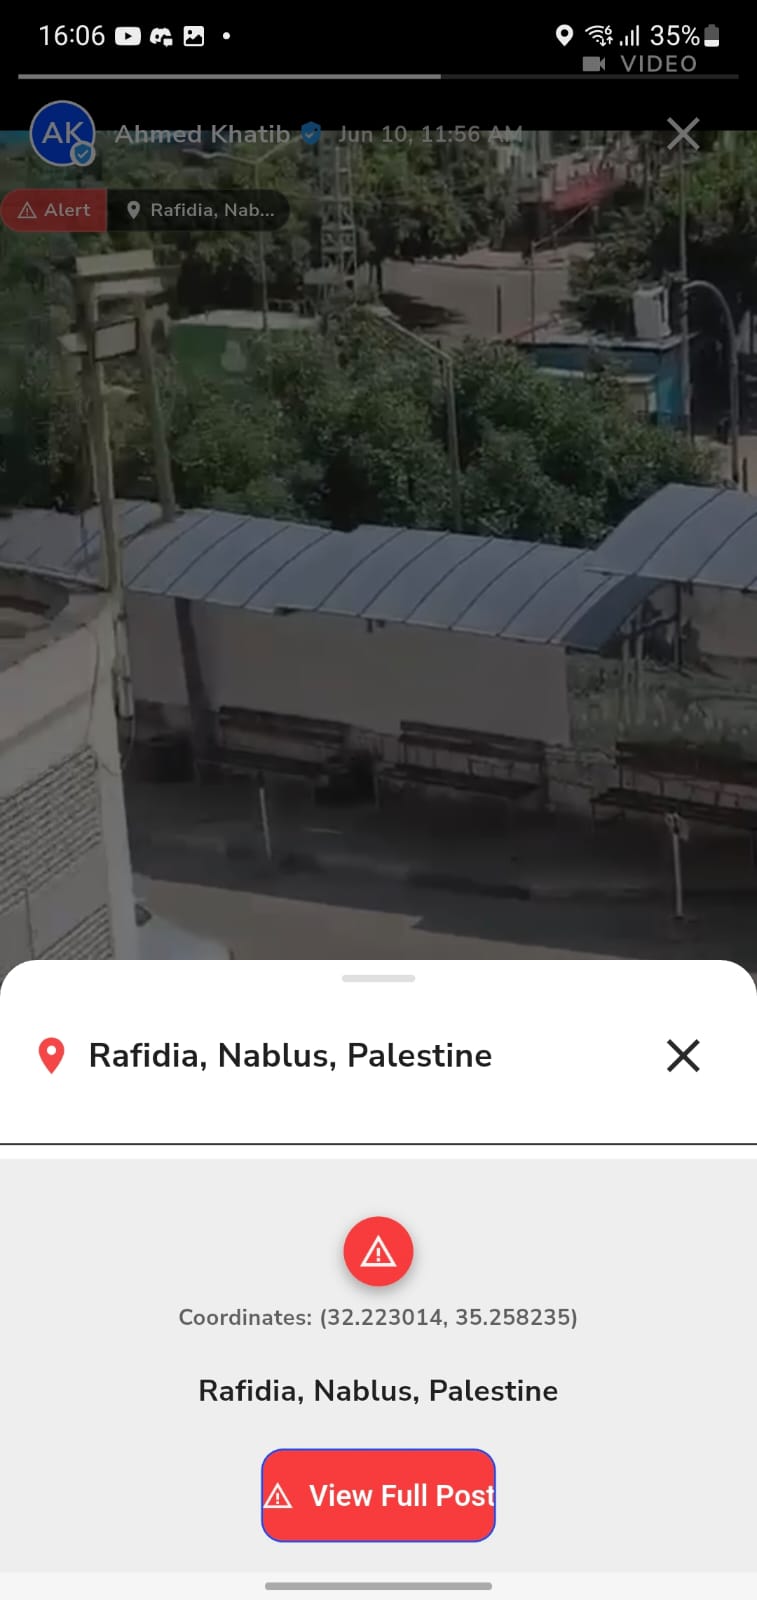 16:06
35%
VIDEO
AK
Ahmed Khatib
Jun 10, 11:56 AM
Alert
Rafidia, Nab...
Rafidia, Nablus, Palestine
Coordinates: (32.223014, 35.258235)
Rafidia, Nablus, Palestine
View Full Post